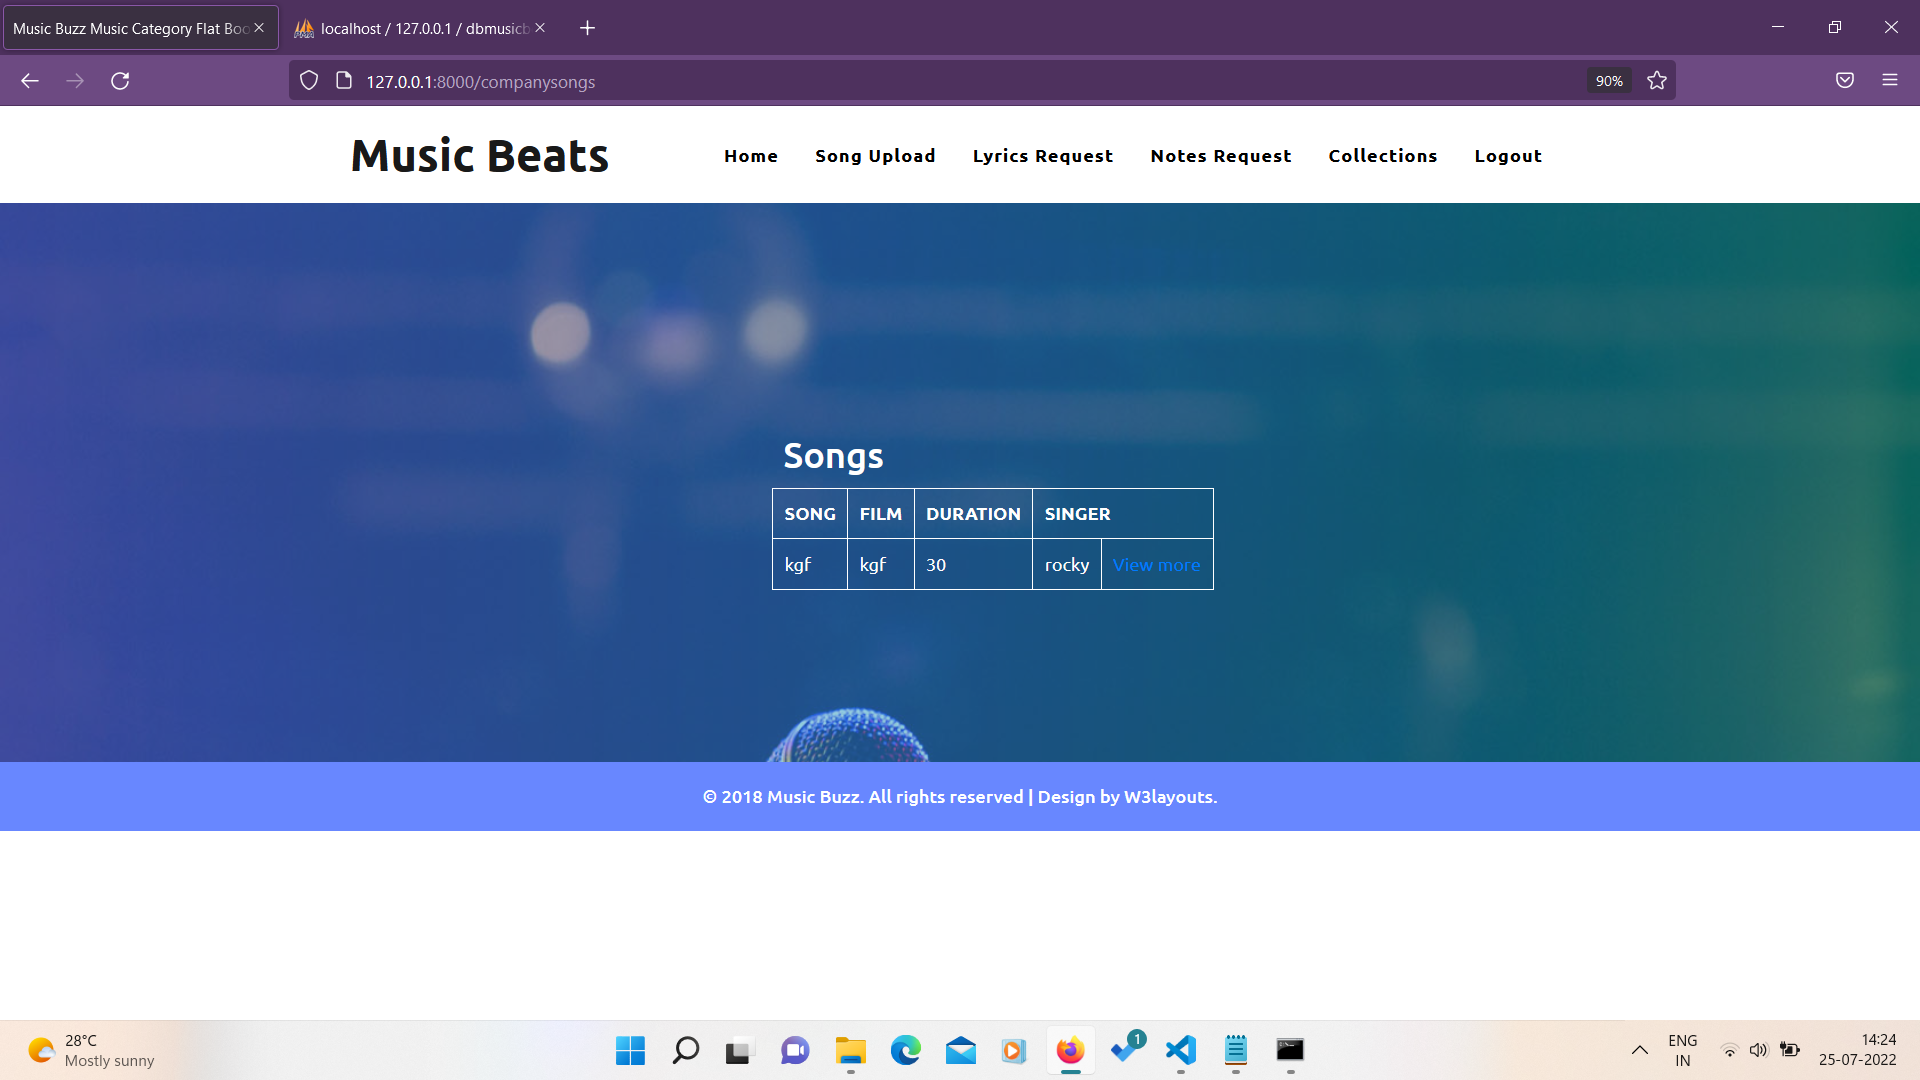 Music Buzz Music Category Flat Boo
localhost / 127.0.0.1 / dbmusicb
127.0.0.1:8000/companysongs
90%
Music Beats
Home Song Upload Lyrics Request Notes Request Collections Logout
Songs
SONG FILM DURATION SINGER
kgf kgf 30 rocky View more
© 2018 Music Buzz. All rights reserved | Design by W3layouts.
28°C
Mostly sunny
1
ENG
IN
14:24
25-07-2022